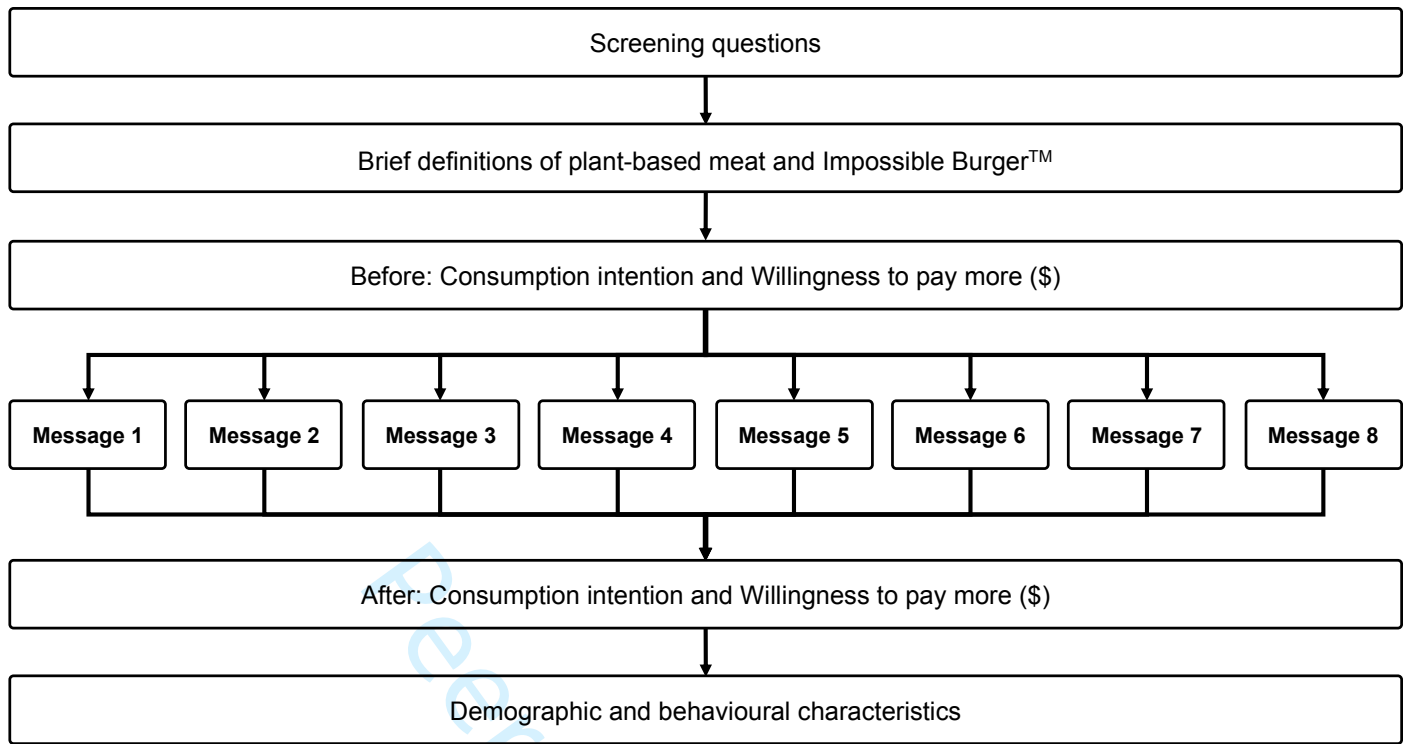 Screening questions
Brief definitions of plant-based meat and Impossible Burger™
Before: Consumption intention and Willingness to pay more ($)
Message 1 Message 2 Message 3 Message 4 Message 5 Message 6 Message 7 Message 8
After: Consumption intention and Willingness to pay more ($)
Peer
Demographic and behavioural characteristics